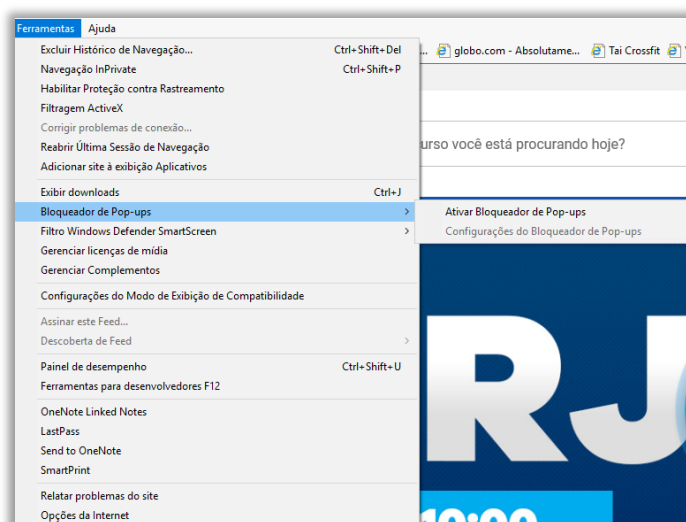 Ferramentas Ajuda
Excluir Histórico de Navegação... Ctrl+Shift+Del
... globo.com - Absolutame... Tai Crossfit
Navegação InPrivate Ctrl+Shift+P
Habilitar Proteção contra Rastreamento
Filtragem ActiveX
Corrigir problemas de conexão...
Reabrir Última Sessão de Navegação
urso você está procurando hoje?
Adicionar site à exibição Aplicativos
Exibir downloads Ctrl+J
Bloqueador de Pop-ups >
Ativar Bloqueador de Pop-ups
Filtro Windows Defender SmartScreen >
Configurações do Bloqueador de Pop-ups
Gerenciar licenças de mídia
Gerenciar Complementos
Configurações do Modo de Exibição de Compatibilidade
Assinar este Feed...
Descoberta de Feed >
Painel de desempenho Ctrl+Shift+U
Ferramentas para desenvolvedores F12
OneNote Linked Notes
LastPass
Send to OneNote
SmartPrint
Relatar problemas do site
Opções da Internet
RJ
19:00